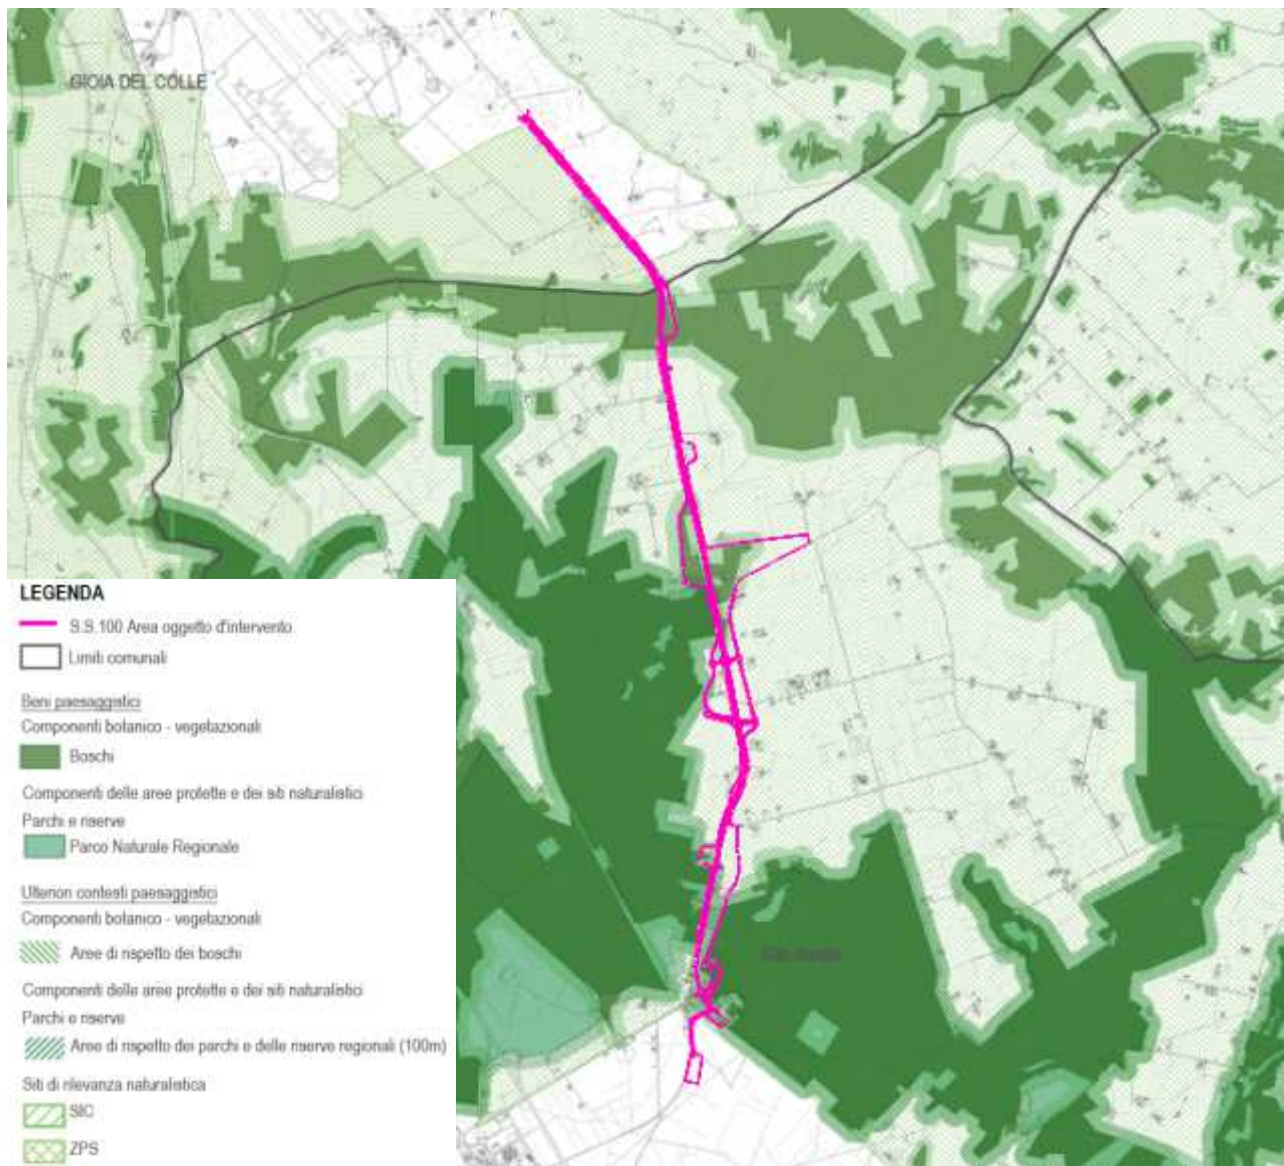 GIOIA DEL COLLE
LEGENDA
S.S.100 Area oggetto d'intervento
Limiti comunali
Beni paesaggistici
Componenti botanico - vegetazionali
Boschi
Componenti delle aree protette e dei siti naturalistici
Parchi e riserve
Parco Naturale Regionale
Ulteriori contesti paesaggistici
Componenti botanico - vegetazionali
Aree di rispetto dei boschi
Componenti delle aree protette e dei siti naturalistici
Parchi e riserve
Aree di rispetto dei parchi e delle riserve regionali (100m)
Siti di rilevanza naturalistica
SIC
ZPS